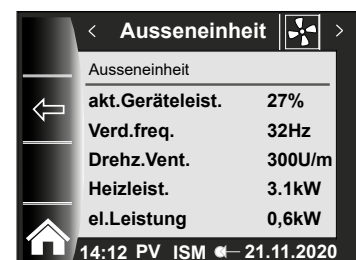 < Ausseneinheit >
Ausseneinheit
akt.Geräteleist. 27%
Verd.freq. 32Hz
Drehz.Vent. 300U/m
Heizleist. 3.1kW
el.Leistung 0,6kW
14:12 PV ISM 21.11.2020